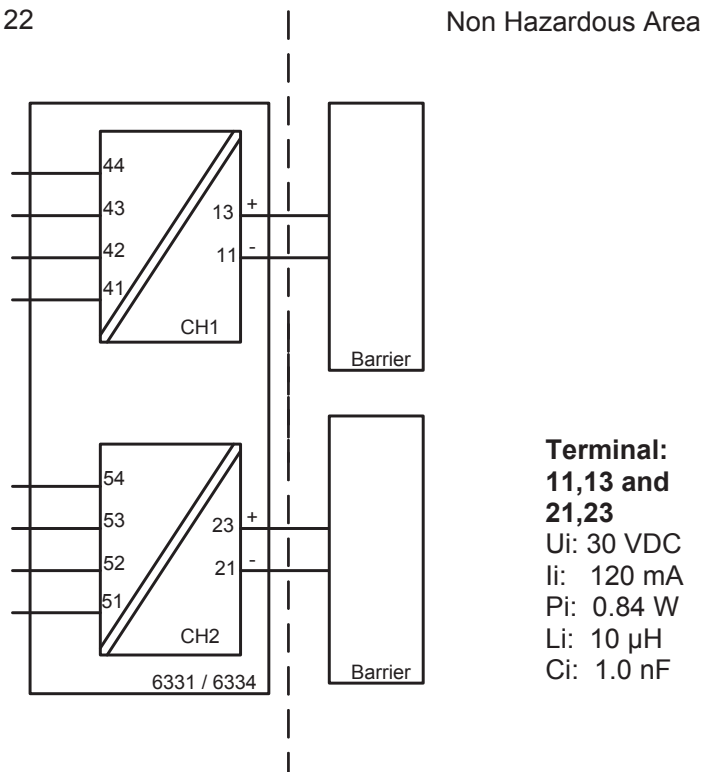 22
Non Hazardous Area
44
43
42
41
13 +
11 -
CH1
Barrier
54
53
52
51
23 +
21 -
CH2
6331 / 6334
Barrier
Terminal:
11,13 and
21,23
Ui: 30 VDC
Ii: 120 mA
Pi: 0.84 W
Li: 10 µH
Ci: 1.0 nF